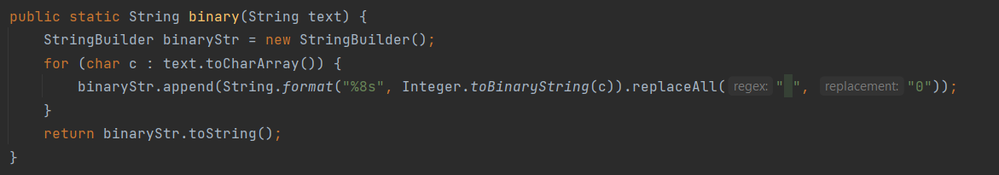 public static String binary(String text) {
    StringBuilder binaryStr = new StringBuilder();
    for (char c : text.toCharArray()) {
        binaryStr.append(String.format("%8s", Integer.toBinaryString(c)).replaceAll( regex: " ", replacement: "0"));
    }
    return binaryStr.toString();
}